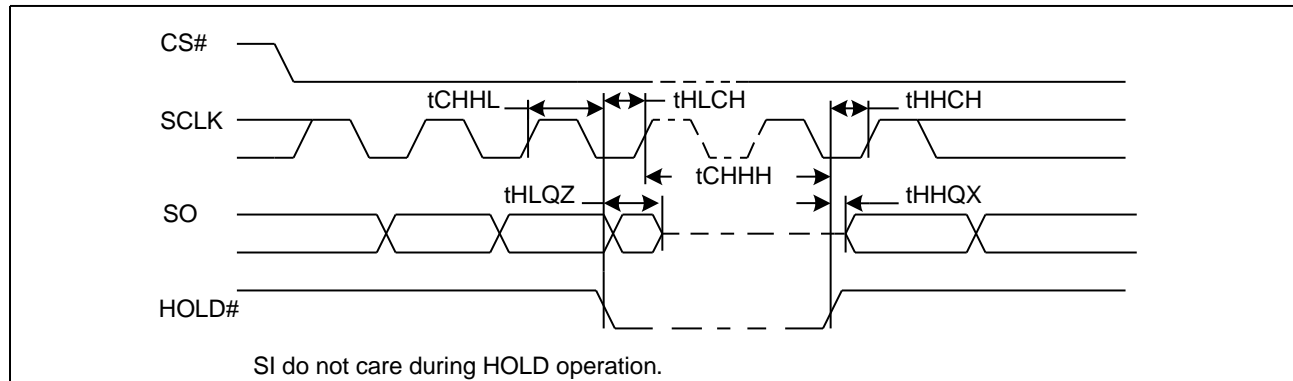 CS#
tCHHL
tHLCH
tHHCH
SCLK
tCHHH
tHLQZ
tHHQX
SO
HOLD#
SI do not care during HOLD operation.